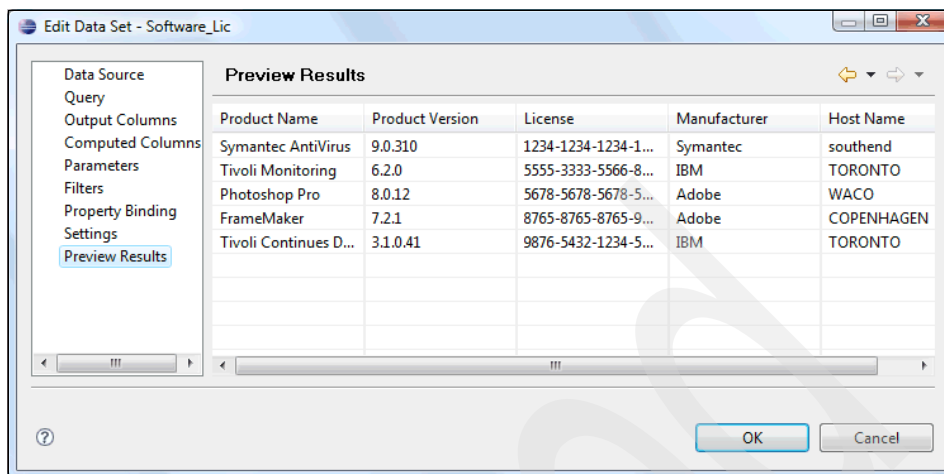 Edit Data Set - Software_Lic
Data Source
Query
Output Columns
Computed Columns
Parameters
Filters
Property Binding
Settings
Preview Results
Preview Results
Product Name Product Version License Manufacturer Host Name
Symantec AntiVirus 9.0.310 1234-1234-1234-1... Symantec southend
Tivoli Monitoring 6.2.0 5555-3333-5566-8... IBM TORONTO
Photoshop Pro 8.0.12 5678-5678-5678-5... Adobe WACO
FrameMaker 7.2.1 8765-8765-8765-9... Adobe COPENHAGEN
Tivoli Continues D... 3.1.0.41 9876-5432-1234-5... IBM TORONTO
OK Cancel